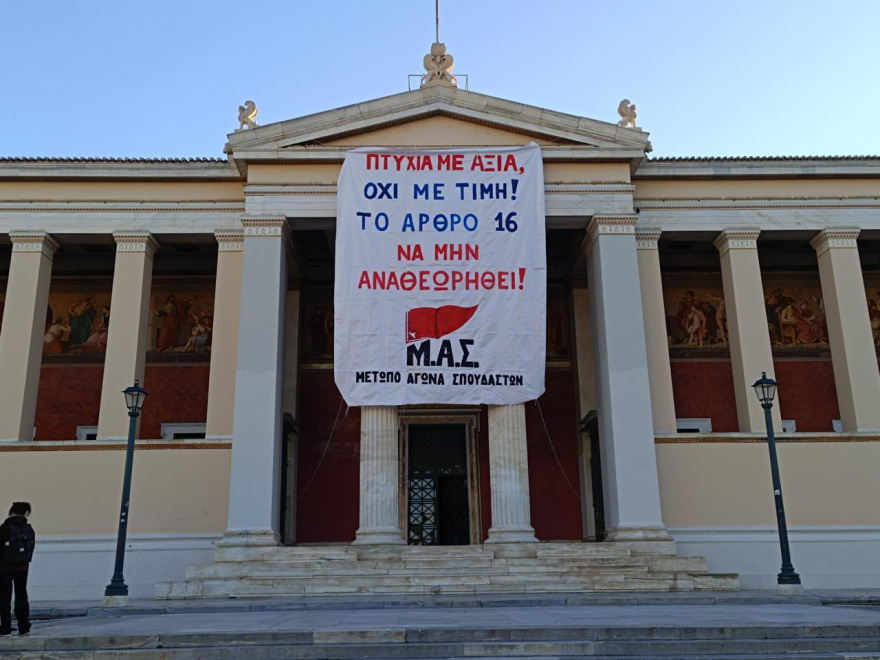 ΠΤΥΧΙΑ ΜΕ ΑΞΙΑ,
ΟΧΙ ΜΕ ΤΙΜΗ!
ΤΟ ΑΡΘΡΟ 16
ΝΑ ΜΗΝ
ΑΝΑΘΕΩΡΗΘΕΙ!
Μ.Α.Σ.
ΜΕΤΩΠΟ ΑΓΩΝΑ ΣΠΟΥΔΑΣΤΩΝ